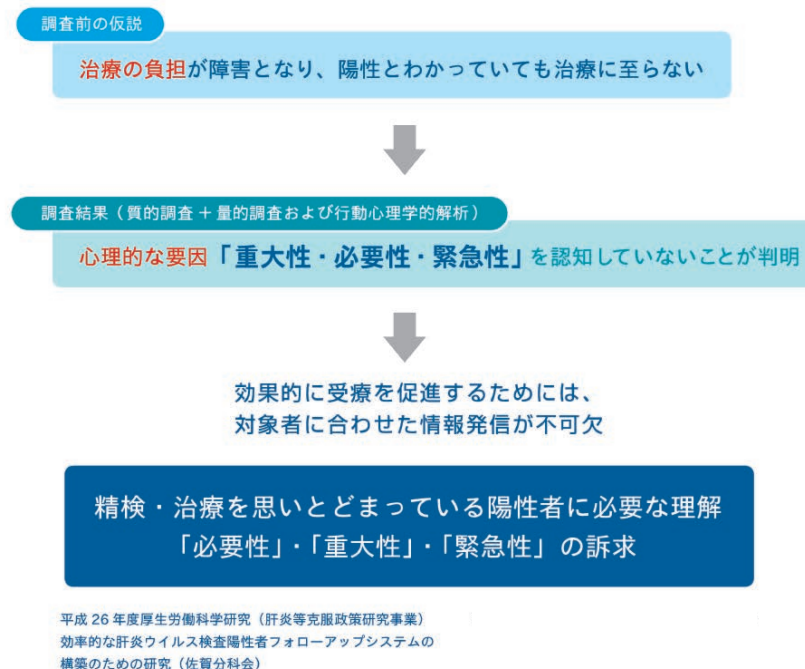 調査前の仮説
治療の負担が障害となり、陽性とわかっていても治療に至らない
調査結果（質的調査 + 量的調査および行動心理学的解析）
心理的な要因「重大性・必要性・緊急性」を認知していないことが判明
効果的に受療を促進するためには、
対象者に合わせた情報発信が不可欠
精検・治療を思いとどまっている陽性者に必要な理解
「必要性」・「重大性」・「緊急性」の訴求
平成 26 年度厚生労働科学研究（肝炎等克服政策研究事業）
効率的な肝炎ウイルス検査陽性者フォローアップシステムの
構築のための研究（佐賀分科会）